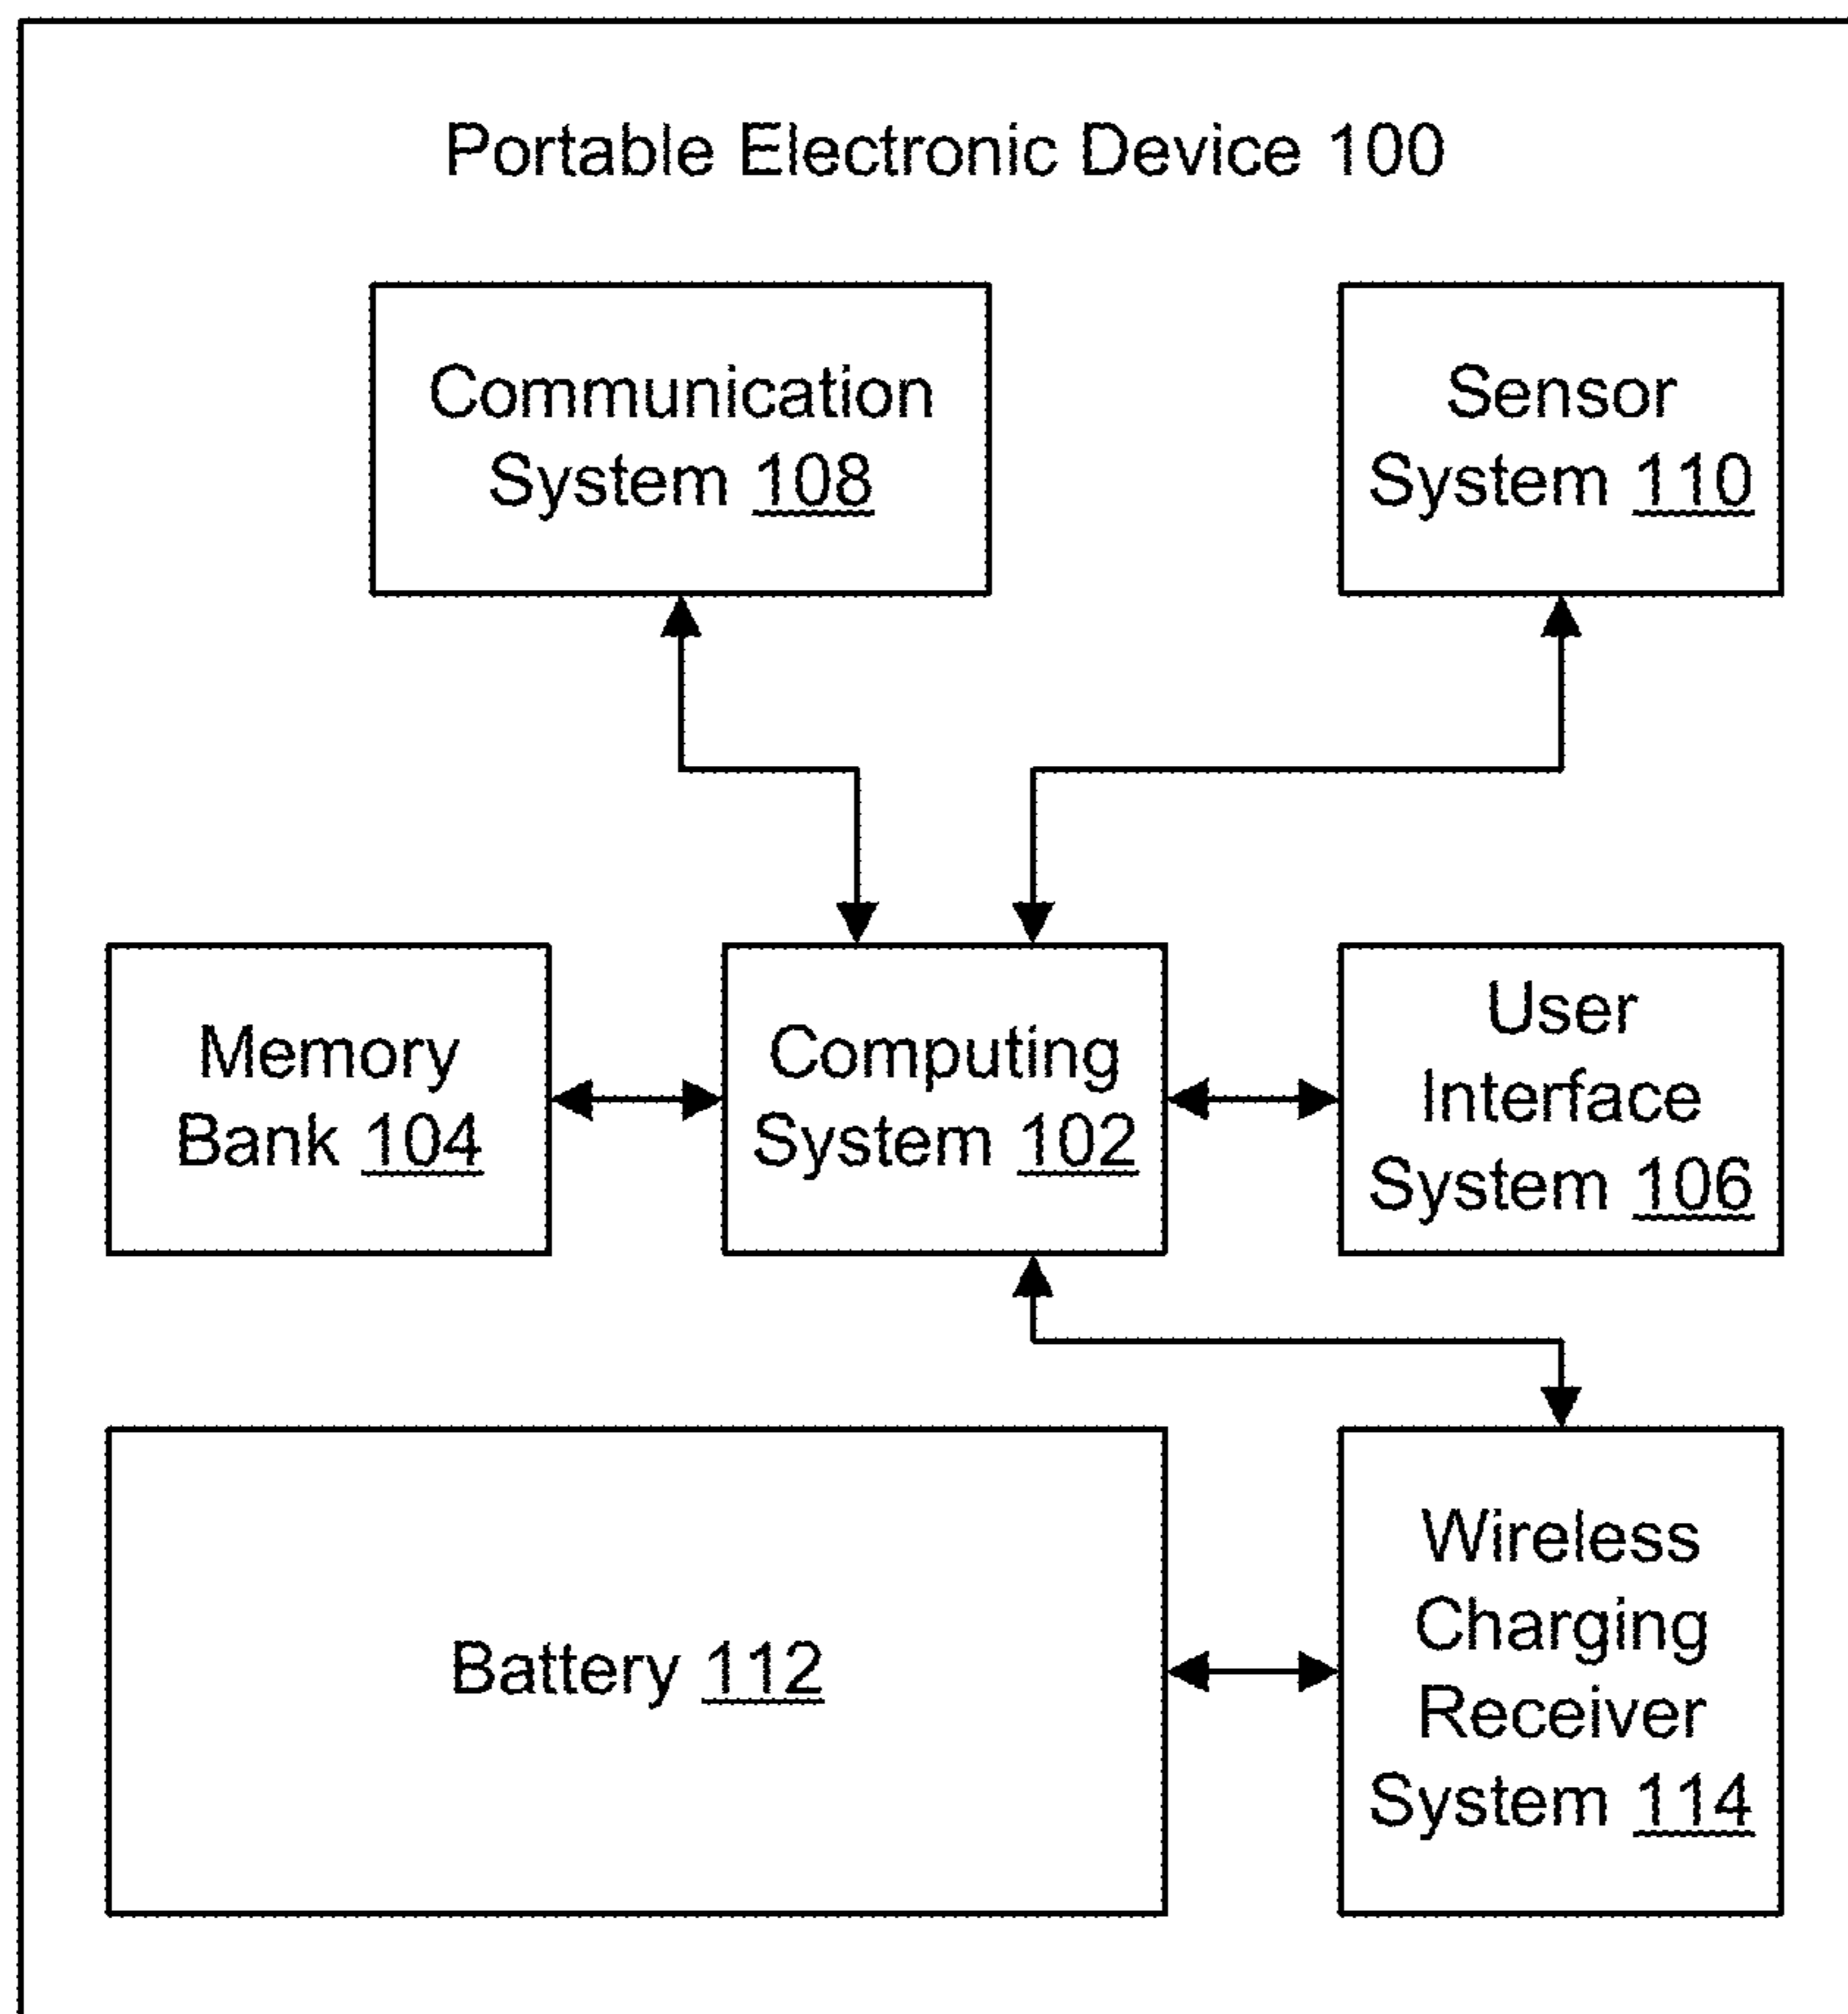 Portable Electronic Device 100
Communication
System 108
Sensor
System 110
Memory
Bank 104
Computing
System 102
User
Interface
System 106
Battery 112
Wireless
Charging
Receiver
System 114